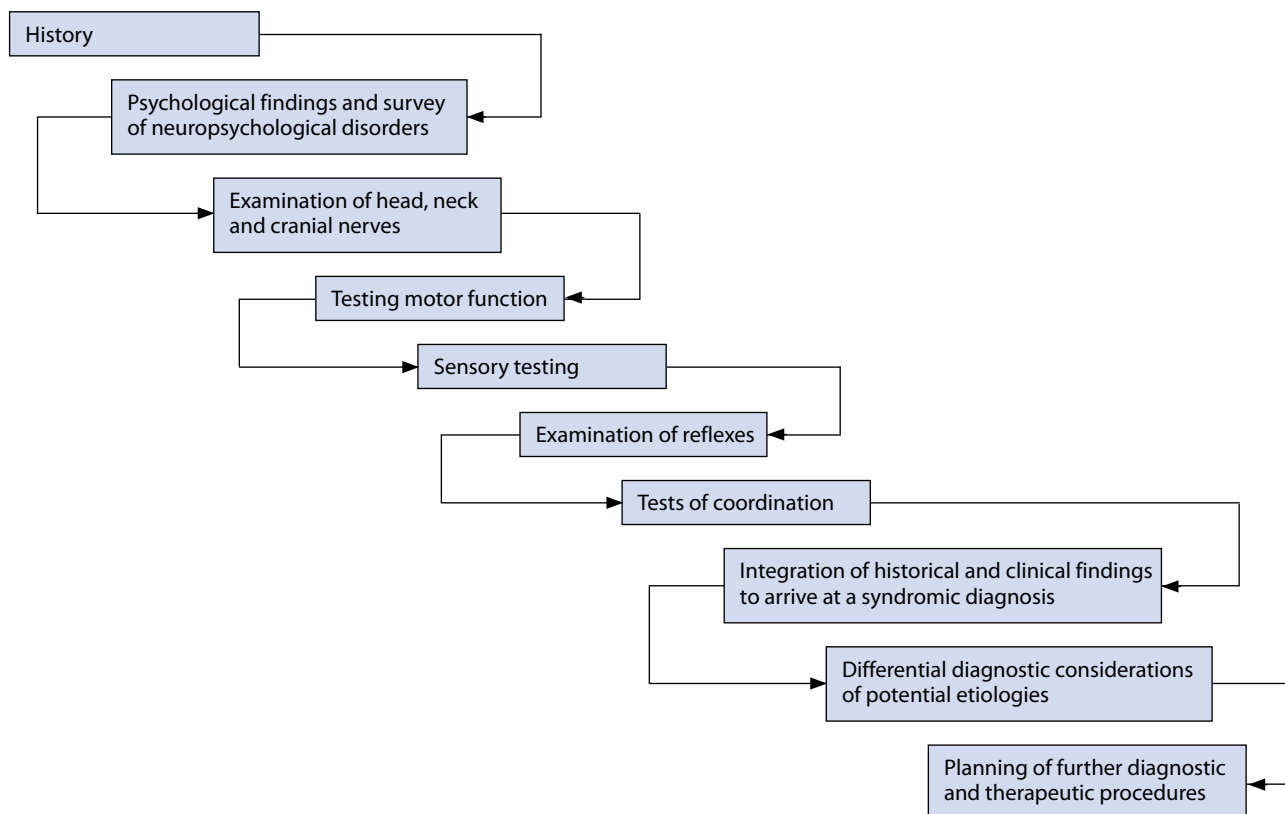 History
Psychological findings and survey
of neuropsychological disorders
Examination of head, neck
and cranial nerves
Testing motor function
Sensory testing
Examination of reflexes
Tests of coordination
Integration of historical and clinical findings
to arrive at a syndromic diagnosis
Differential diagnostic considerations
of potential etiologies
Planning of further diagnostic
and therapeutic procedures